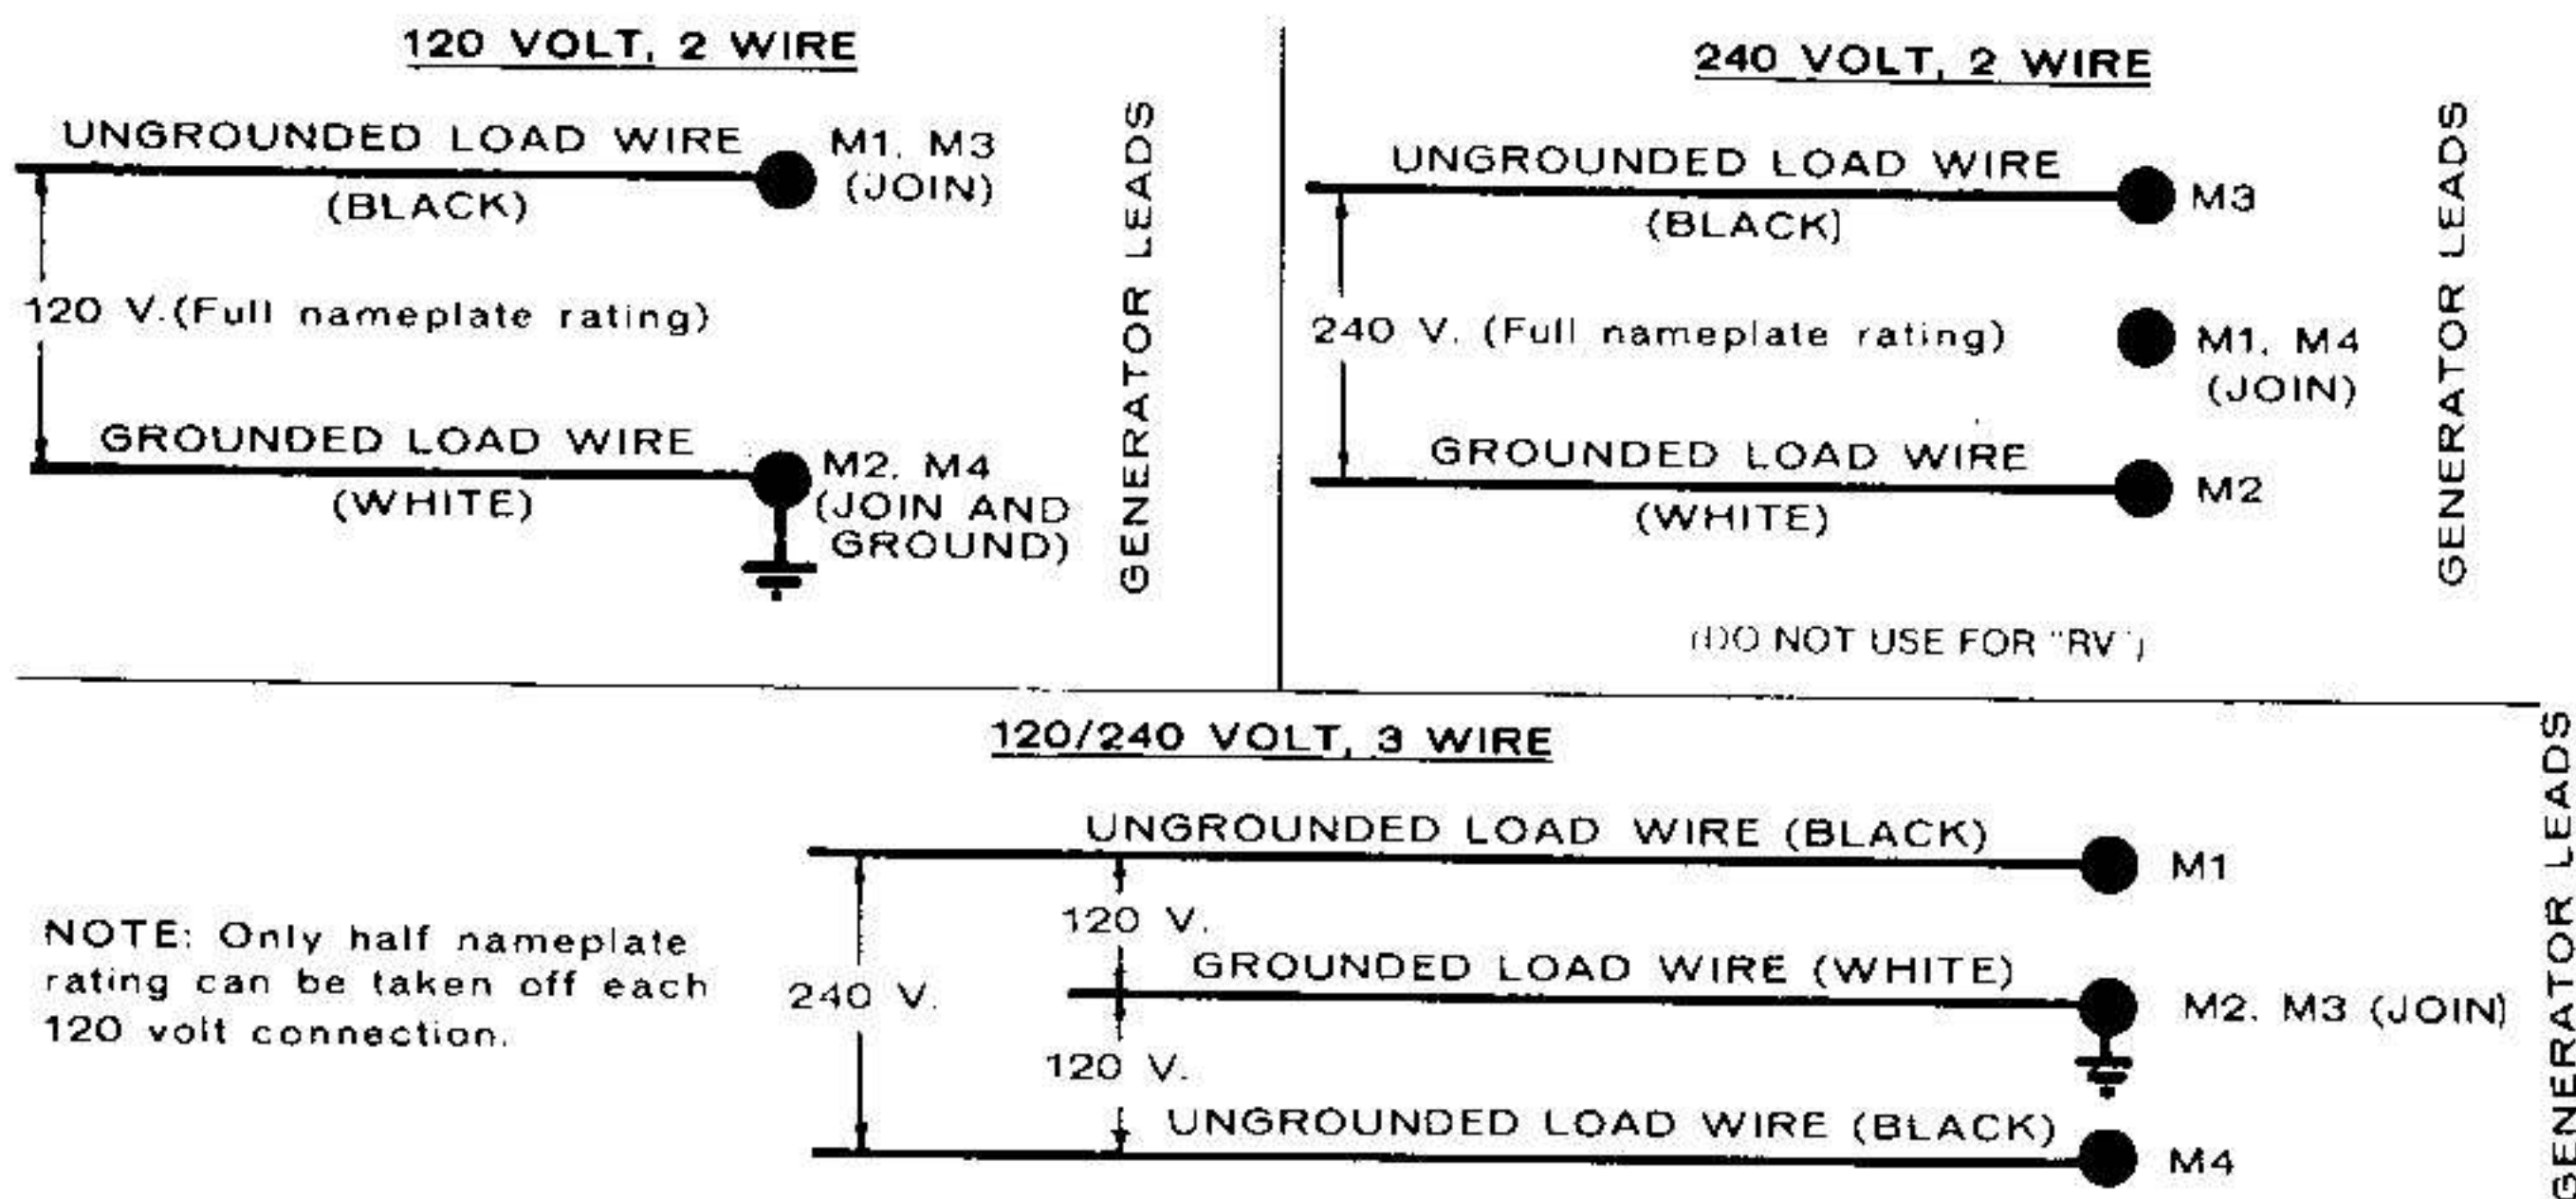 120 VOLT, 2 WIRE
UNGROUNDED LOAD WIRE
(BLACK)
M1. M3
(JOIN)
120 V.(Full nameplate rating)
GROUNDED LOAD WIRE
(WHITE)
M2. M4
(JOIN AND
GROUND)
GENERATOR LEADS
240 VOLT, 2 WIRE
UNGROUNDED LOAD WIRE
(BLACK)
M3
240 V. (Full nameplate rating)
M1. M4
(JOIN)
GROUNDED LOAD WIRE
(WHITE)
M2
GENERATOR LEADS
(DO NOT USE FOR "RV")
120/240 VOLT, 3 WIRE
NOTE: Only half nameplate
rating can be taken off each
120 volt connection.
UNGROUNDED LOAD WIRE (BLACK)
M1
120 V.
GROUNDED LOAD WIRE (WHITE)
240 V.
M2. M3 (JOIN)
120 V.
UNGROUNDED LOAD WIRE (BLACK)
M4
GENERATOR LEADS